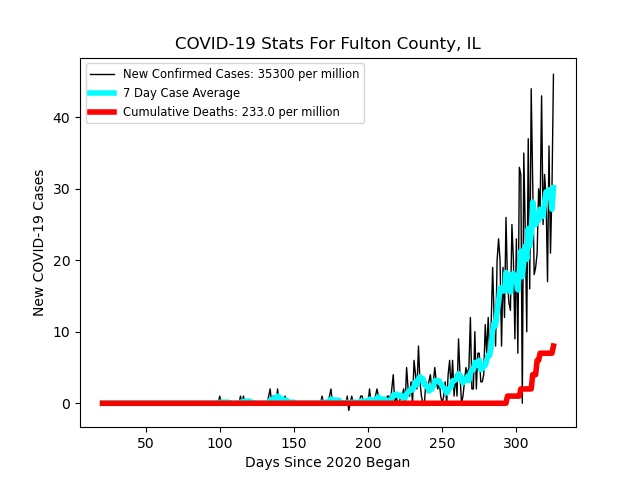 COVID-19 Stats For Fulton County, IL
New Confirmed Cases: 35300 per million
7 Day Case Average
Cumulative Deaths: 233.0 per million
New COVID-19 Cases
40
30
20
10
0
50 100 150 200 250 300
Days Since 2020 Began